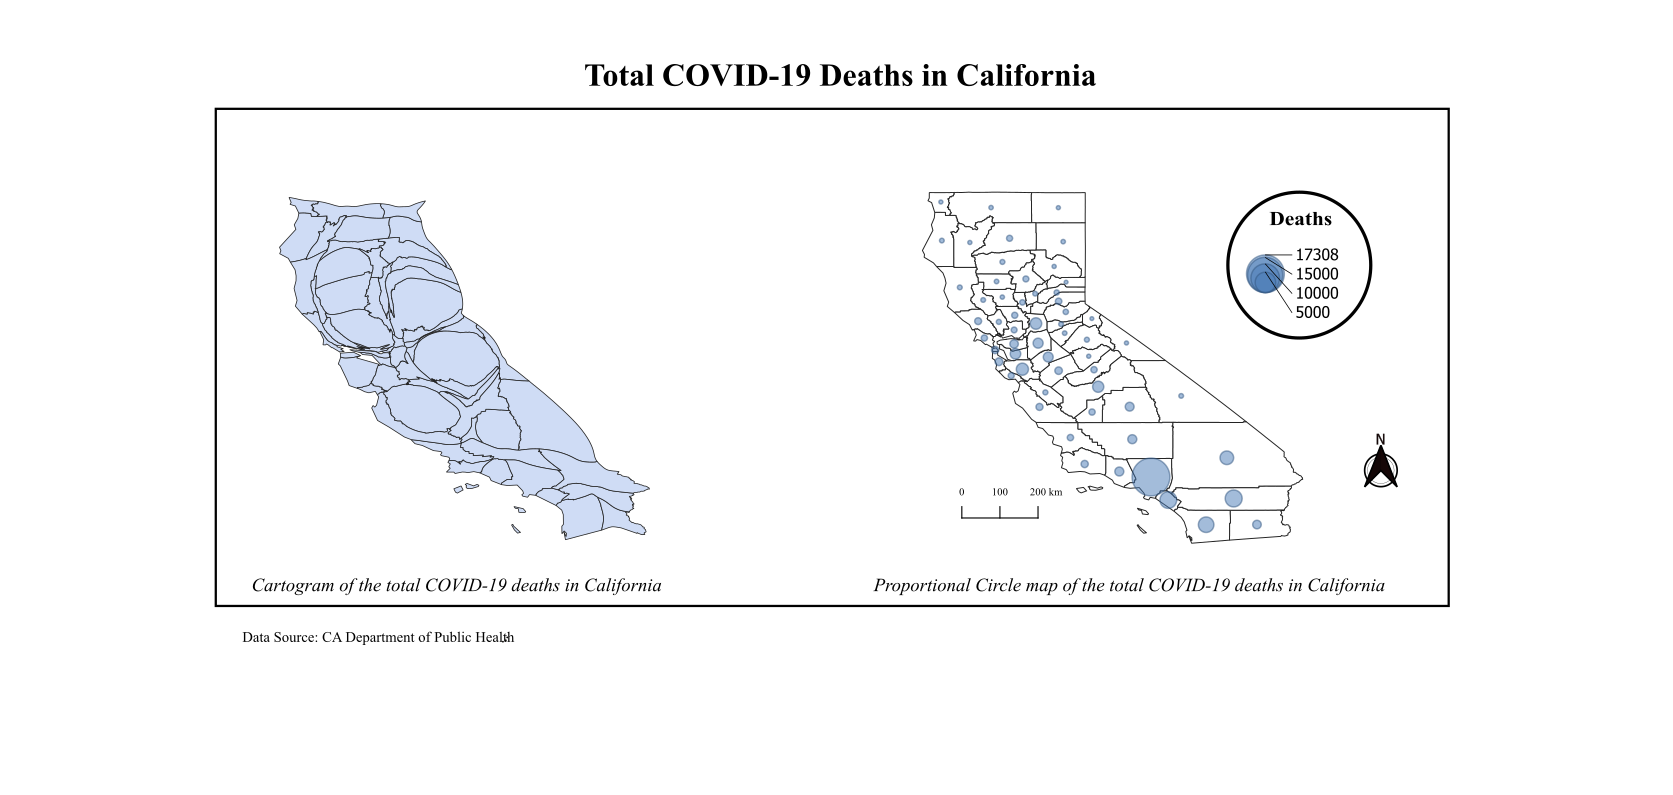 Total COVID-19 Deaths in California
Deaths
17308
15000
10000
5000
N
0 100 200 km
Cartogram of the total COVID-19 deaths in California
Proportional Circle map of the total COVID-19 deaths in California
Data Source: CA Department of Public Health